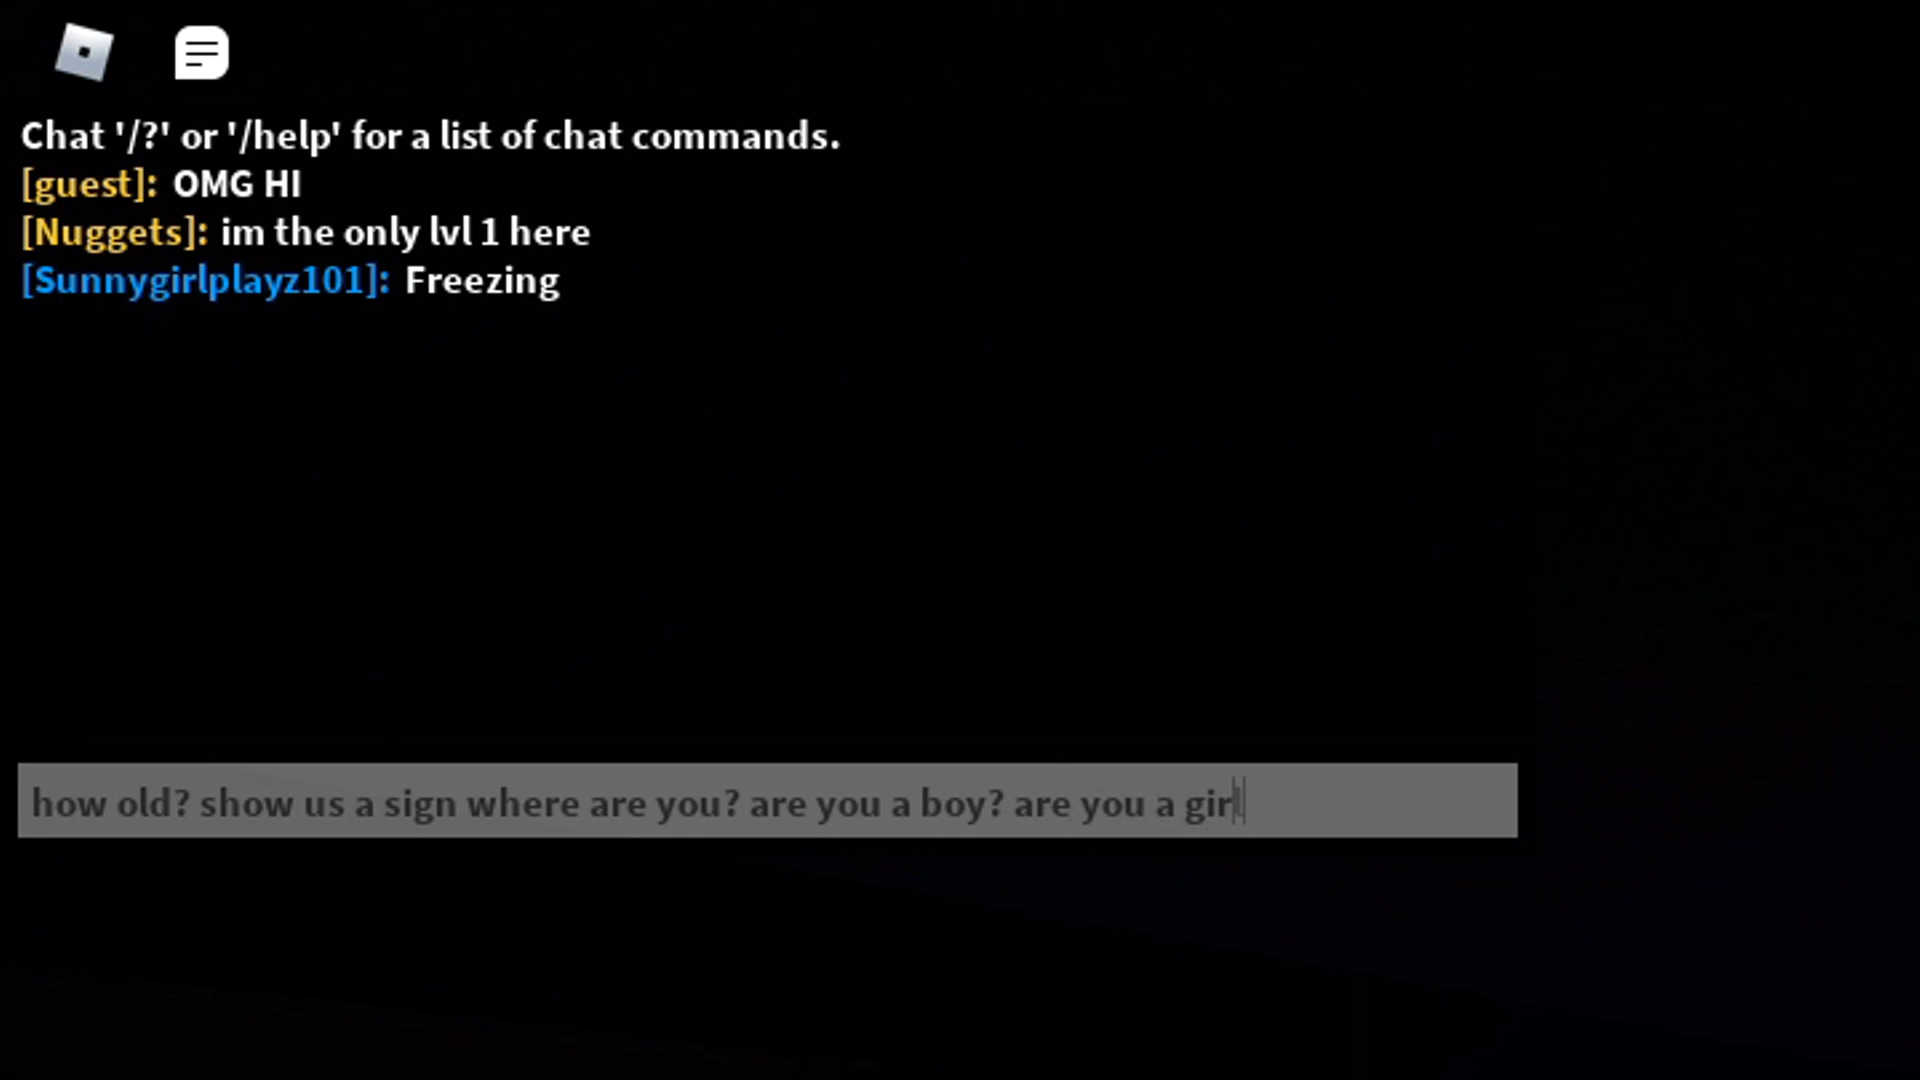 Chat '/?' or '/help' for a list of chat commands.
[guest]: OMG HI
[Nuggets]: im the only lvl 1 here
[Sunnygirlplayz101]: Freezing
how old? show us a sign where are you? are you a boy? are you a girl